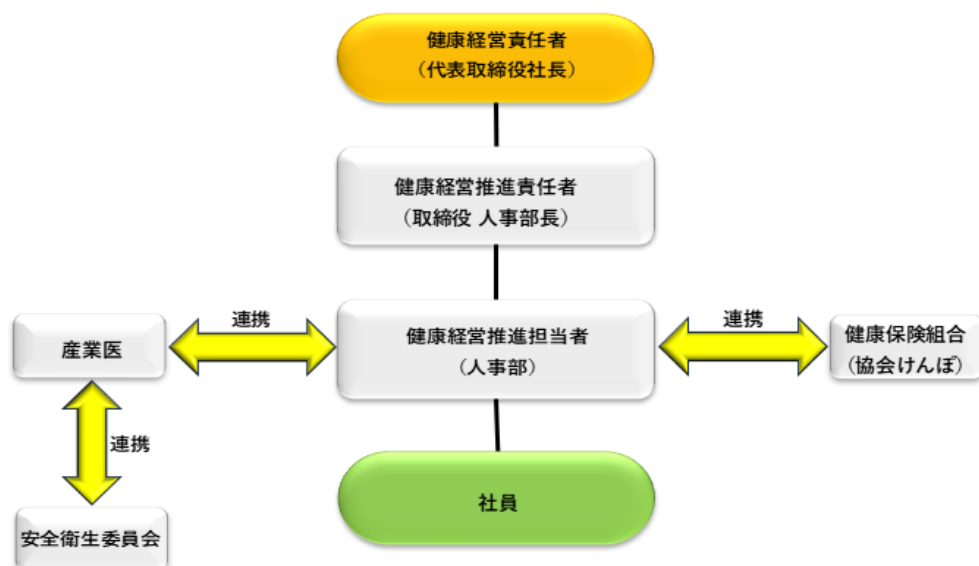 健康経営責任者
（代表取締役社長）
健康経営推進責任者
（取締役 人事部長）
連携
連携
産業医
健康経営推進担当者
（人事部）
健康保険組合
（協会けんぽ）
連携
社員
安全衛生委員会